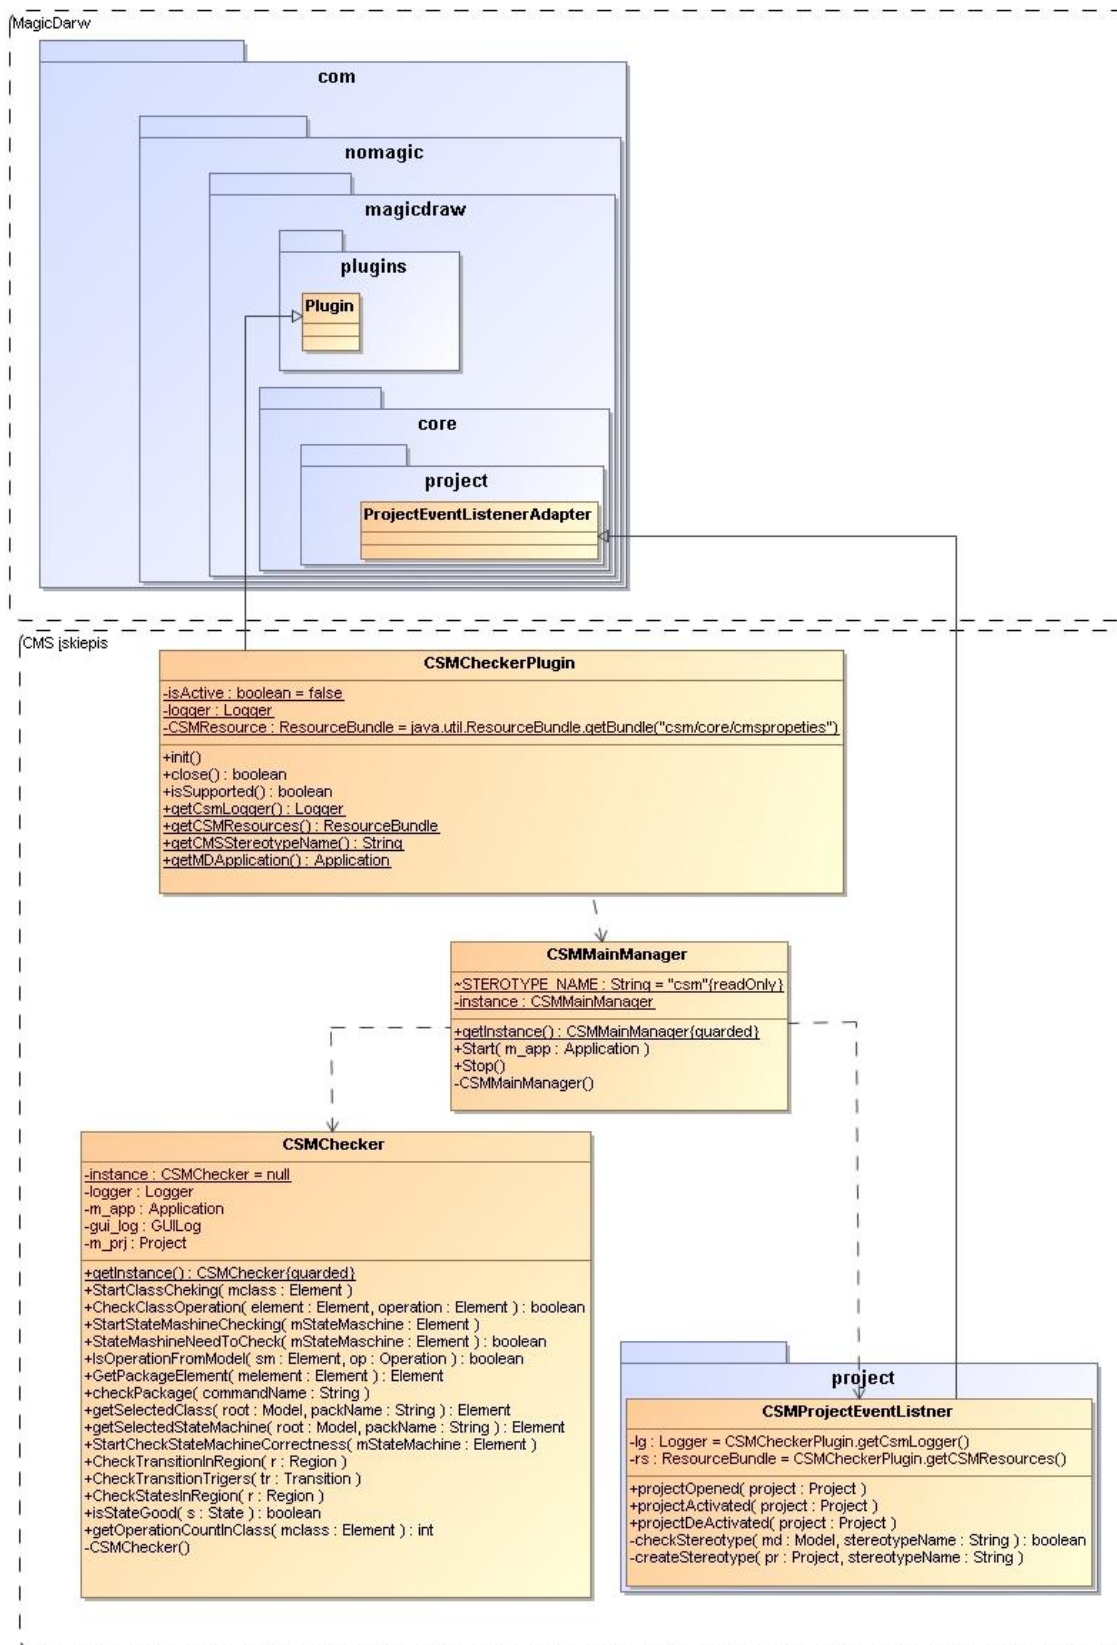 MagicDarw
com
nomagic
magicdraw
plugins
Plugin
core
project
ProjectEventListenerAdapter
CMS įskiepis
CSMCheckerPlugin
-isActive : boolean = false
-logger : Logger
-CSMResource : ResourceBundle = java.util.ResourceBundle.getBundle("csm/core/cmspropeties")
+init()
+close() : boolean
+isSupported() : boolean
+getCsmLogger() : Logger
+getCSMResources() : ResourceBundle
+getCMSStereotypeName() : String
+getMDApplication() : Application
CSMMainManager
~STEROTYPE_NAME : String = "csm"{readOnly}
-instance : CSMMainManager
+getInstance() : CSMMainManager{guarded}
+Start( m_app : Application )
+Stop()
-CSMMainManager()
CSMChecker
-instance : CSMChecker = null
-logger : Logger
-m_app : Application
-gui_log : GUILog
-m_prj : Project
+getInstance() : CSMChecker{guarded}
+StartClassCheking( mclass : Element )
+CheckClassOperation( element : Element, operation : Element ) : boolean
+StartStateMashineChecking( mStateMaschine : Element )
+StateMashineNeedToCheck( mStateMaschine : Element ) : boolean
+IsOperationFromModel( sm : Element, op : Operation ) : boolean
+GetPackageElement( melement : Element ) : Element
+checkPackage( commandName : String )
+getSelectedClass( root : Model, packName : String ) : Element
+getSelectedStateMachine( root : Model, packName : String ) : Element
+StartCheckStateMachineCorrectness( mStateMachine : Element )
+CheckTransitionInRegion( r : Region )
+CheckTransitionTrigers( tr : Transition )
+CheckStatesInRegion( r : Region )
+isStateGood( s : State ) : boolean
+getOperationCountInClass( mclass : Element ) : int
-CSMChecker()
project
CSMProjectEventListner
-lg : Logger = CSMCheckerPlugin.getCsmLogger()
-rs : ResourceBundle = CSMCheckerPlugin.getCSMResources()
+projectOpened( project : Project )
+projectActivated( project : Project )
+projectDeActivated( project : Project )
-checkStereotype( md : Model, stereotypeName : String ) : boolean
-createStereotype( pr : Project, stereotypeName : String )